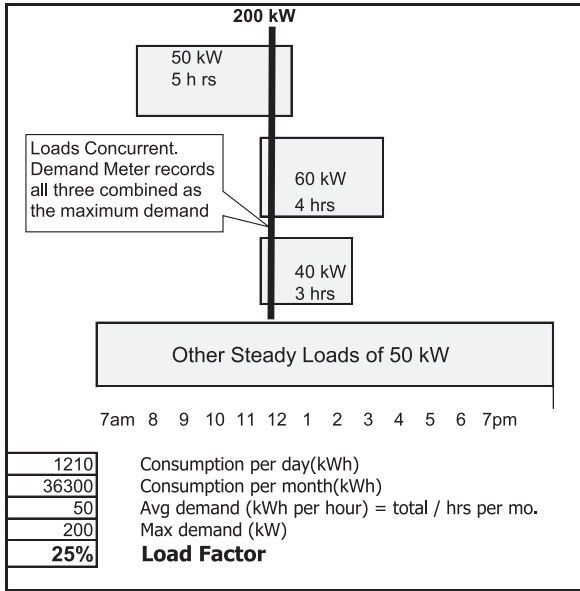 200 kW
50 kW
5 h rs
Loads Concurrent.
Demand Meter records
all three combined as
the maximum demand
60 kW
4 hrs
40 kW
3 hrs
Other Steady Loads of 50 kW
7am 8 9 10 11 12 1 2 3 4 5 6 7pm
1210 Consumption per day(kWh)
36300 Consumption per month(kWh)
50 Avg demand (kWh per hour) = total / hrs per mo.
200 Max demand (kW)
25% Load Factor